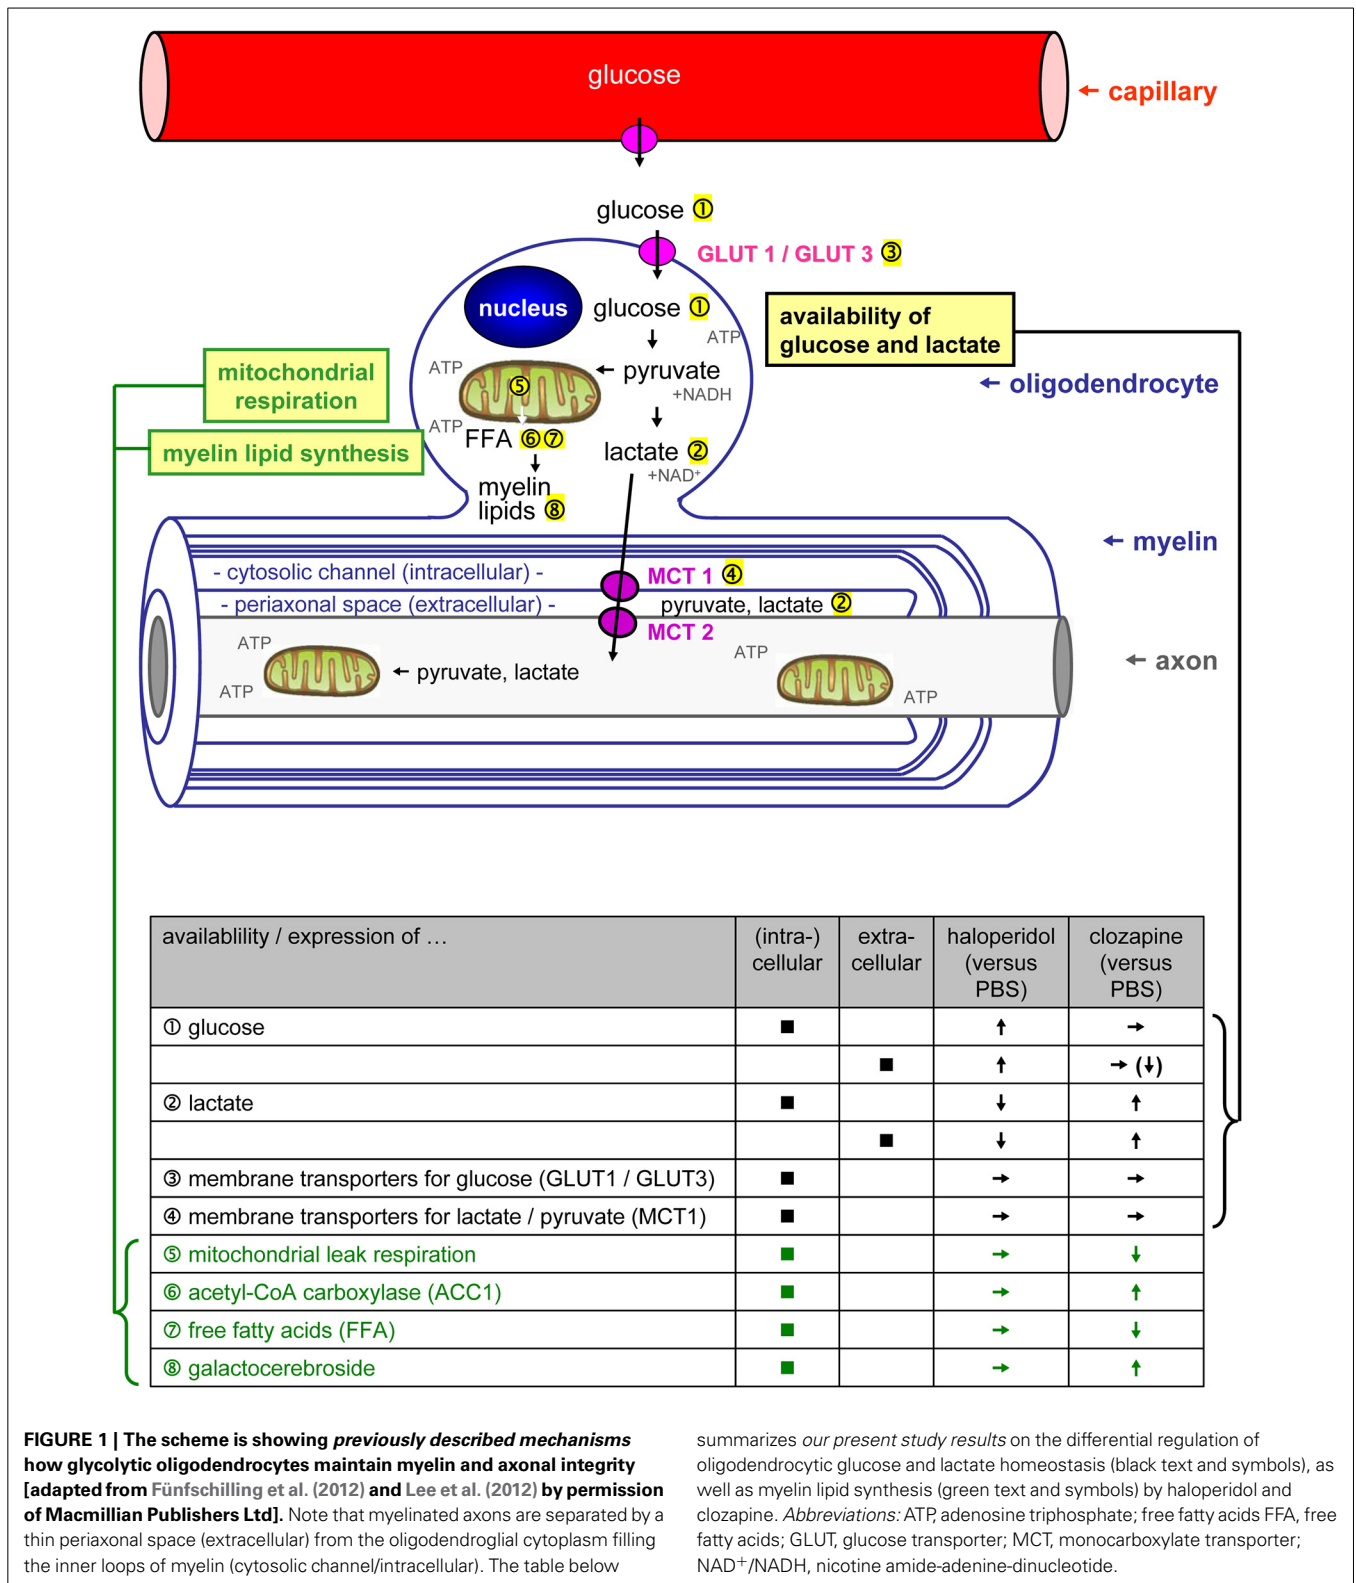 glucose
← capillary
glucose ①
GLUT 1 / GLUT 3 ③
nucleus
glucose ①
availability of
glucose and lactate
ATP
mitochondrial
respiration
ATP
⑤
← pyruvate
+NADH
← oligodendrocyte
ATP
FFA ⑥⑦
myelin lipid synthesis
lactate ②
+NAD⁺
myelin
lipids ⑧
← myelin
- cytosolic channel (intracellular) -
MCT 1 ④
- periaxonal space (extracellular) -
pyruvate, lactate ②
MCT 2
ATP
ATP
← axon
← pyruvate, lactate
ATP
ATP
availablility / expression of … (intra-) cellular extra- cellular haloperidol (versus PBS) clozapine (versus PBS)
① glucose ■ ↑ →
■ ↑ → (↓)
② lactate ■ ↓ ↑
■ ↓ ↑
③ membrane transporters for glucose (GLUT1 / GLUT3) ■ → →
④ membrane transporters for lactate / pyruvate (MCT1) ■ → →
⑤ mitochondrial leak respiration ■ → ↓
⑥ acetyl-CoA carboxylase (ACC1) ■ → ↑
⑦ free fatty acids (FFA) ■ → ↓
⑧ galactocerebroside ■ → ↑
FIGURE 1 | The scheme is showing previously described mechanisms
how glycolytic oligodendrocytes maintain myelin and axonal integrity
[adapted from Fünfschilling et al. (2012) and Lee et al. (2012) by permission
of Macmillian Publishers Ltd]. Note that myelinated axons are separated by a
thin periaxonal space (extracellular) from the oligodendroglial cytoplasm filling
the inner loops of myelin (cytosolic channel/intracellular). The table below
summarizes our present study results on the differential regulation of
oligodendrocytic glucose and lactate homeostasis (black text and symbols), as
well as myelin lipid synthesis (green text and symbols) by haloperidol and
clozapine. Abbreviations: ATP, adenosine triphosphate; free fatty acids FFA, free
fatty acids; GLUT, glucose transporter; MCT, monocarboxylate transporter;
NAD⁺/NADH, nicotine amide-adenine-dinucleotide.